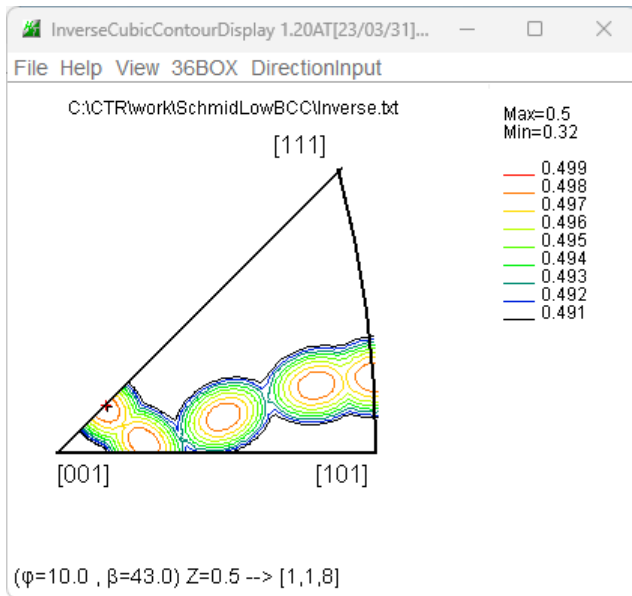 InverseCubicContourDisplay 1.20AT[23/03/31]...
File Help View 36BOX DirectionInput
C:\CTR\work\SchmidLowBCC\Inverse.txt
Max=0.5
Min=0.32
[111]
0.499
0.498
0.497
0.496
0.495
0.494
0.493
0.492
0.491
[001]
[101]
(φ=10.0 , β=43.0) Z=0.5 --> [1,1,8]